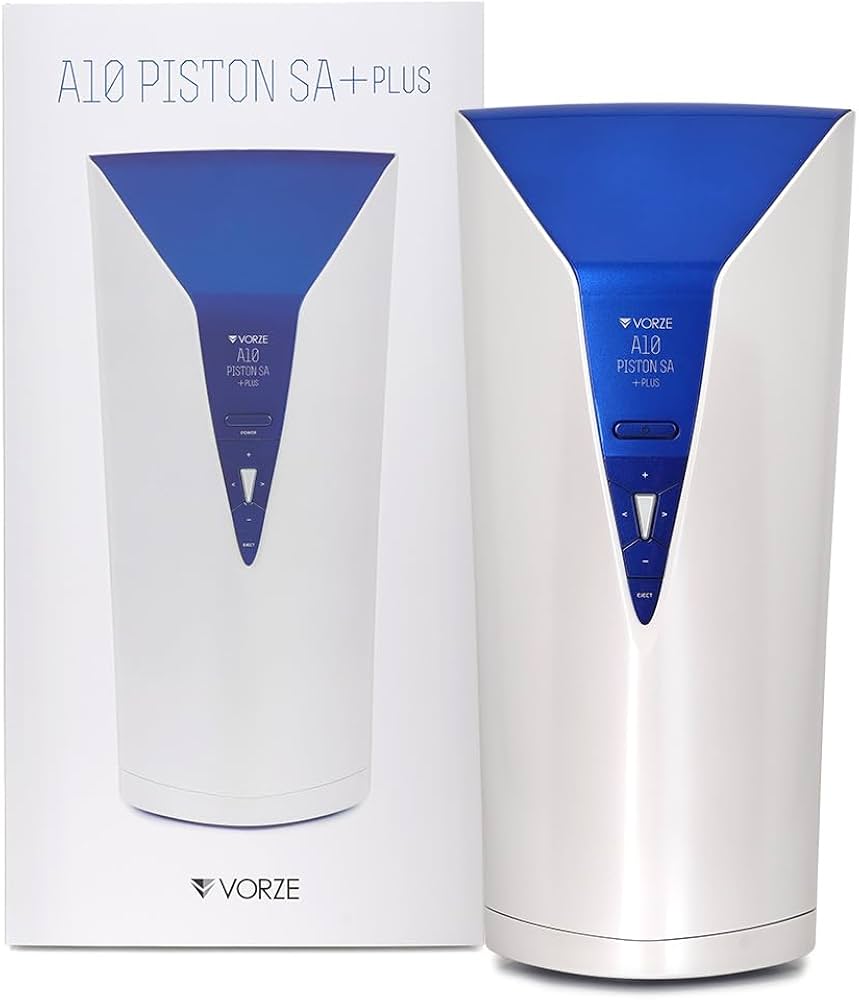 A10 PISTON SA+PLUS
VORZE
A10
PISTON SA
+PLUS
POWER
+
< >
−
EJECT
VORZE
VORZE
A10
PISTON SA
+PLUS
+
< >
−
EJECT